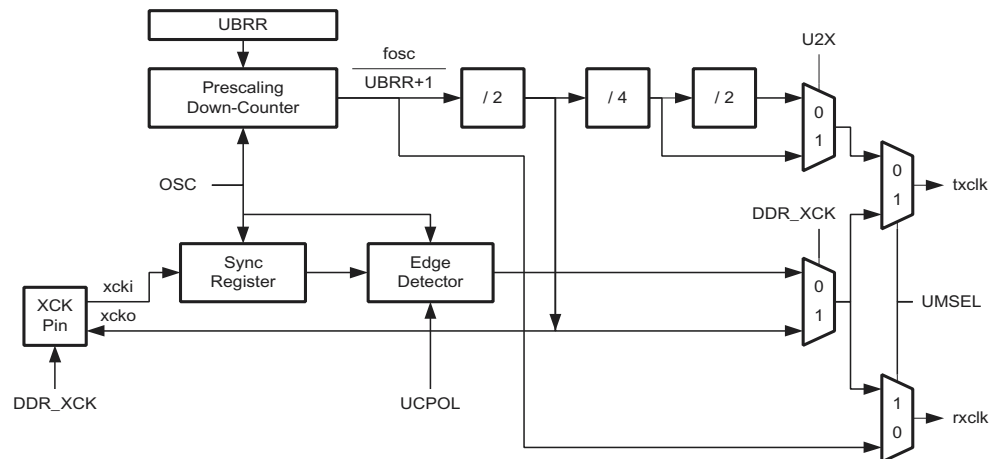 UBRR
fosc
U2X
Prescaling
Down-Counter
UBRR+1
/ 2
/ 4
/ 2
0
1
OSC
0
1
txclk
DDR_XCK
Sync
Register
Edge
Detector
0
1
xcki
XCK
Pin
xcko
UMSEL
DDR_XCK
UCPOL
1
0
rxclk